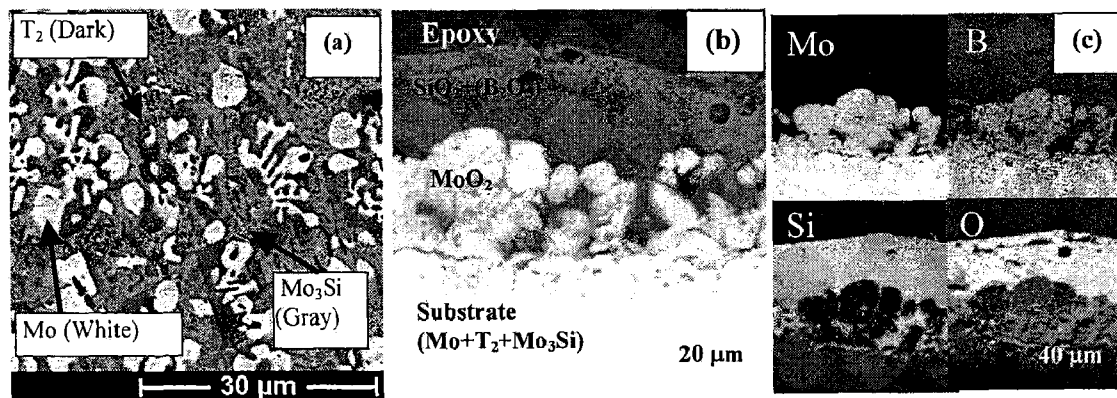 T₂ (Dark)
(a)
Mo₃Si
(Gray)
Mo (White)
30 μm
Epoxy
(b)
MoO₂
Substrate
(Mo+T₂+Mo₃Si)
20 μm
Mo
B
(c)
Si
O
40 μm